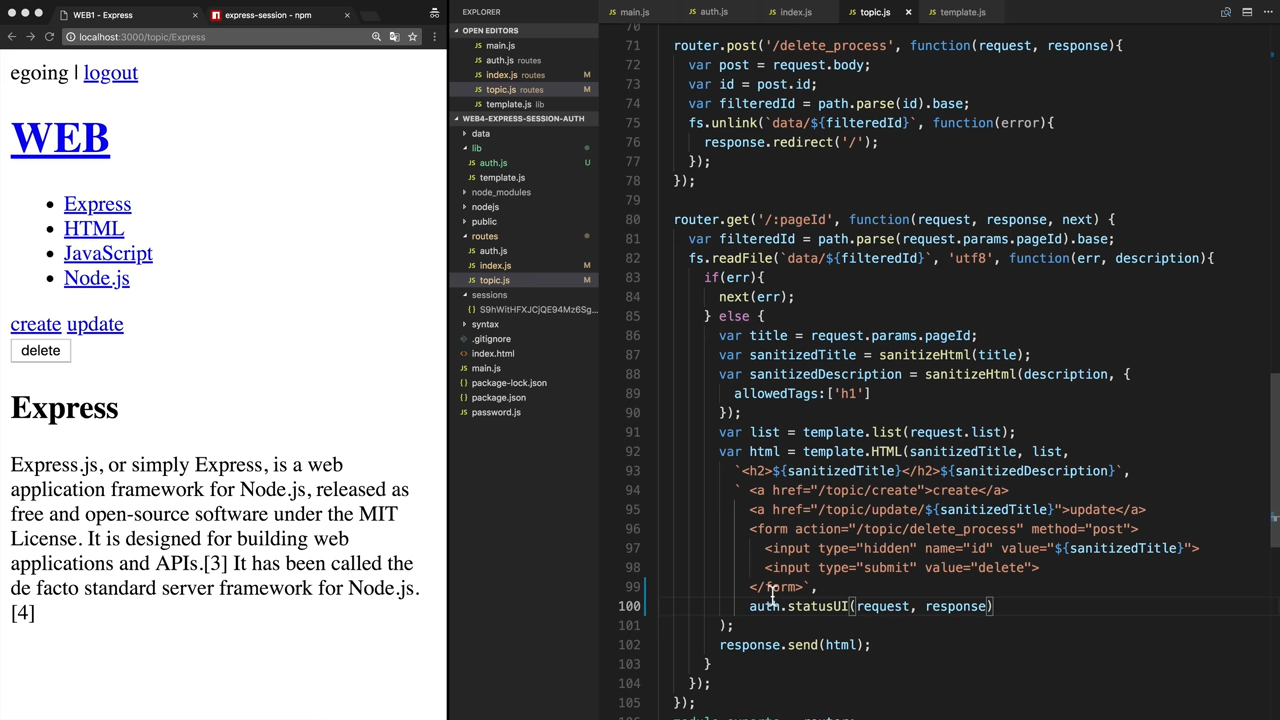 WEB1 - Express
express-session - npm
localhost:3000/topic/Express
egoing | logout
WEB
Express
HTML
JavaScript
Node.js
create update
delete
Express
Express.js, or simply Express, is a web
application framework for Node.js, released as
free and open-source software under the MIT
License. It is designed for building web
applications and APIs.[3] It has been called the
de facto standard server framework for Node.js.
[4]
EXPLORER
OPEN EDITORS
main.js
auth.js routes
index.js routes M
topic.js routes M
template.js lib
WEB4-EXPRESS-SESSION-AUTH
data
lib
auth.js U
template.js
node_modules
nodejs
public
routes
auth.js
index.js M
topic.js M
sessions
S9hWitHFXJCjQE94Mz6Sg...
syntax
.gitignore
index.html
main.js
package-lock.json
package.json
password.js
main.js auth.js index.js topic.js template.js
70
71 router.post('/delete_process', function(request, response){
72 var post = request.body;
73 var id = post.id;
74 var filteredId = path.parse(id).base;
75 fs.unlink(`data/${filteredId}`, function(error){
76 response.redirect('/');
77 });
78 });
79
80 router.get('/:pageId', function(request, response, next) {
81 var filteredId = path.parse(request.params.pageId).base;
82 fs.readFile(`data/${filteredId}`, 'utf8', function(err, description){
83 if(err){
84 next(err);
85 } else {
86 var title = request.params.pageId;
87 var sanitizedTitle = sanitizeHtml(title);
88 var sanitizedDescription = sanitizeHtml(description, {
89 allowedTags:['h1']
90 });
91 var list = template.list(request.list);
92 var html = template.HTML(sanitizedTitle, list,
93 `<h2>${sanitizedTitle}</h2>${sanitizedDescription}`,
94 ` <a href="/topic/create">create</a>
95 <a href="/topic/update/${sanitizedTitle}">update</a>
96 <form action="/topic/delete_process" method="post">
97 <input type="hidden" name="id" value="${sanitizedTitle}">
98 <input type="submit" value="delete">
99 </form>`,
100 auth.statusUI(request, response)
101 );
102 response.send(html);
103 }
104 });
105 });